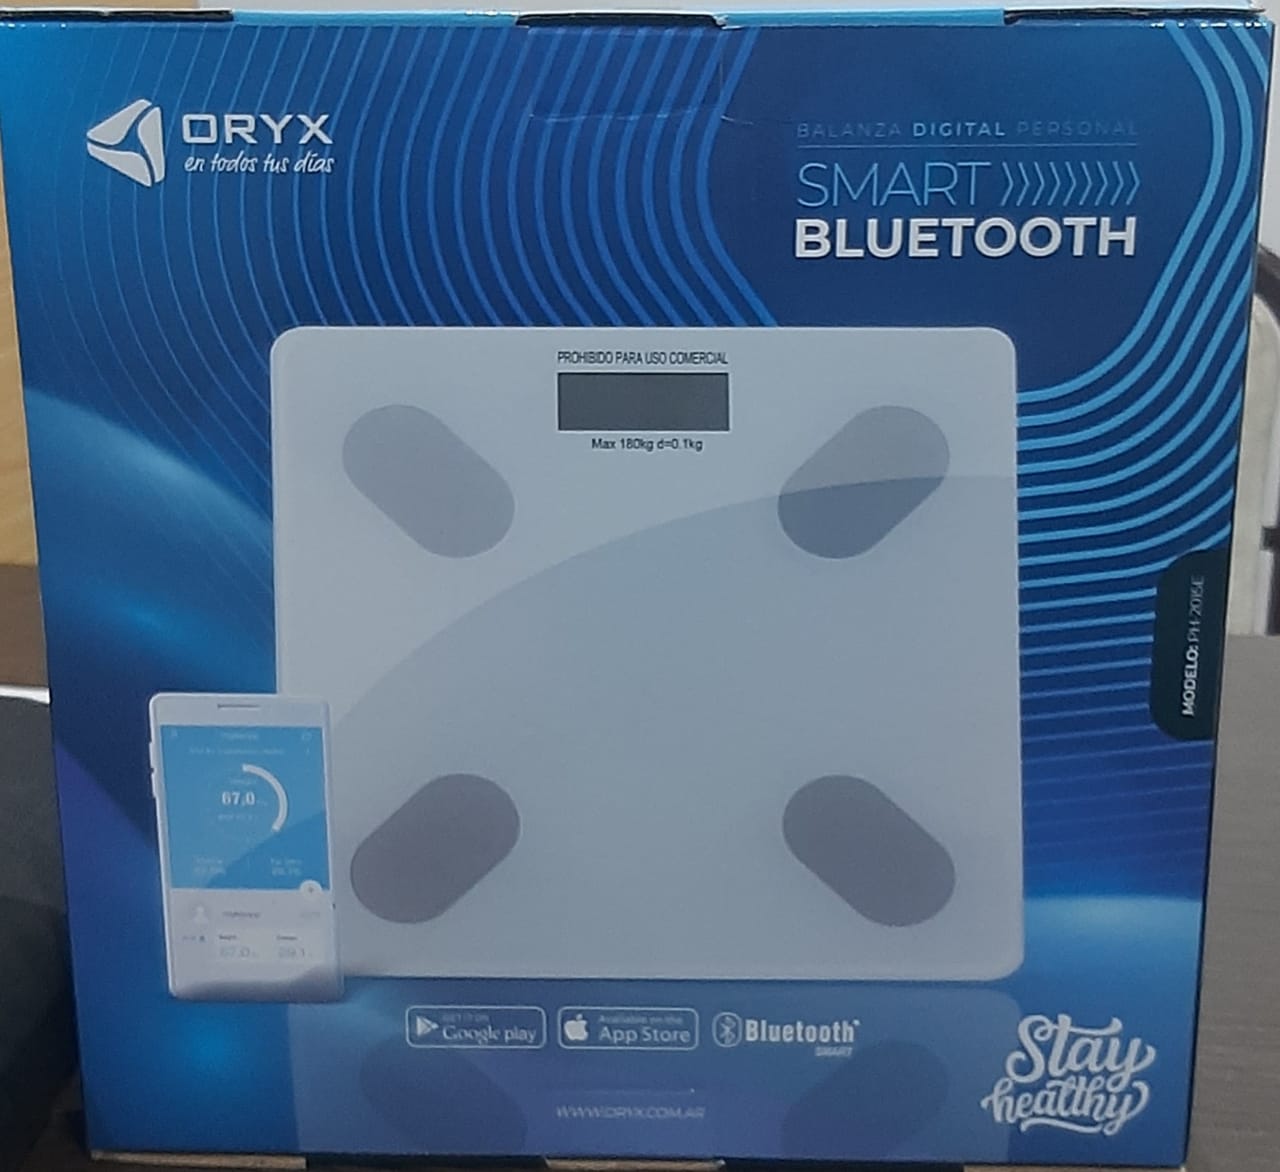 ORYX
en todos tus días
BALANZA DIGITAL PERSONAL
SMART
BLUETOOTH
PROHIBIDO PARA USO COMERCIAL
Max 180kg d=0.1kg
MODELO: PH-2015E
67,0
67.0
GET IT ON
Google play
Available on the
App Store
Bluetooth
SMART
WWW.ORYX.COM.AR
Stay
healthy